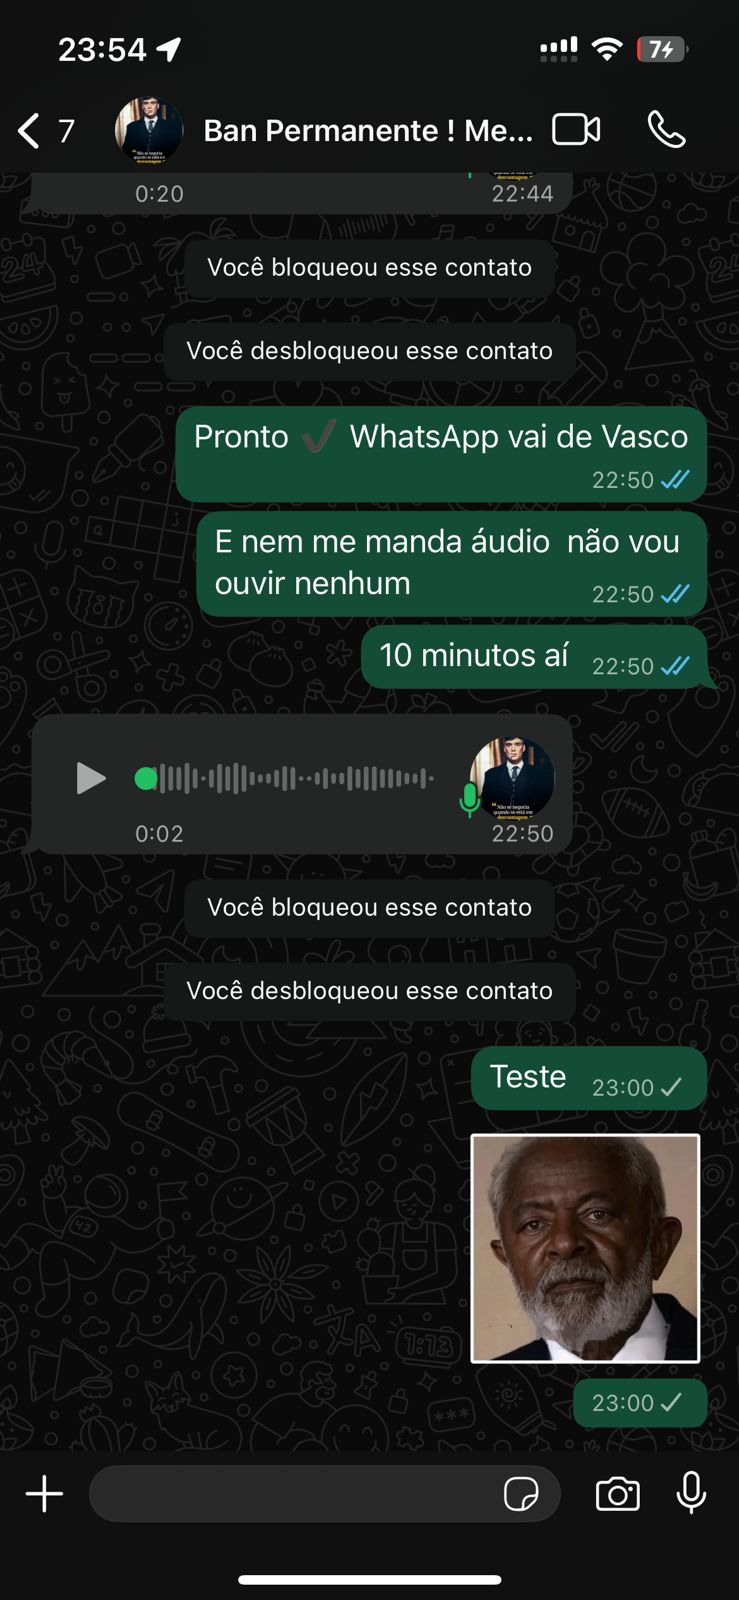 23:54
7
7
Ban Permanente ! Me...
0:20
22:44
Você bloqueou esse contato
Você desbloqueou esse contato
Pronto ✔️ WhatsApp vai de Vasco
22:50
E nem me manda áudio  não vou
ouvir nenhum
22:50
10 minutos aí
22:50
0:02
22:50
Você bloqueou esse contato
Você desbloqueou esse contato
Teste
23:00
23:00